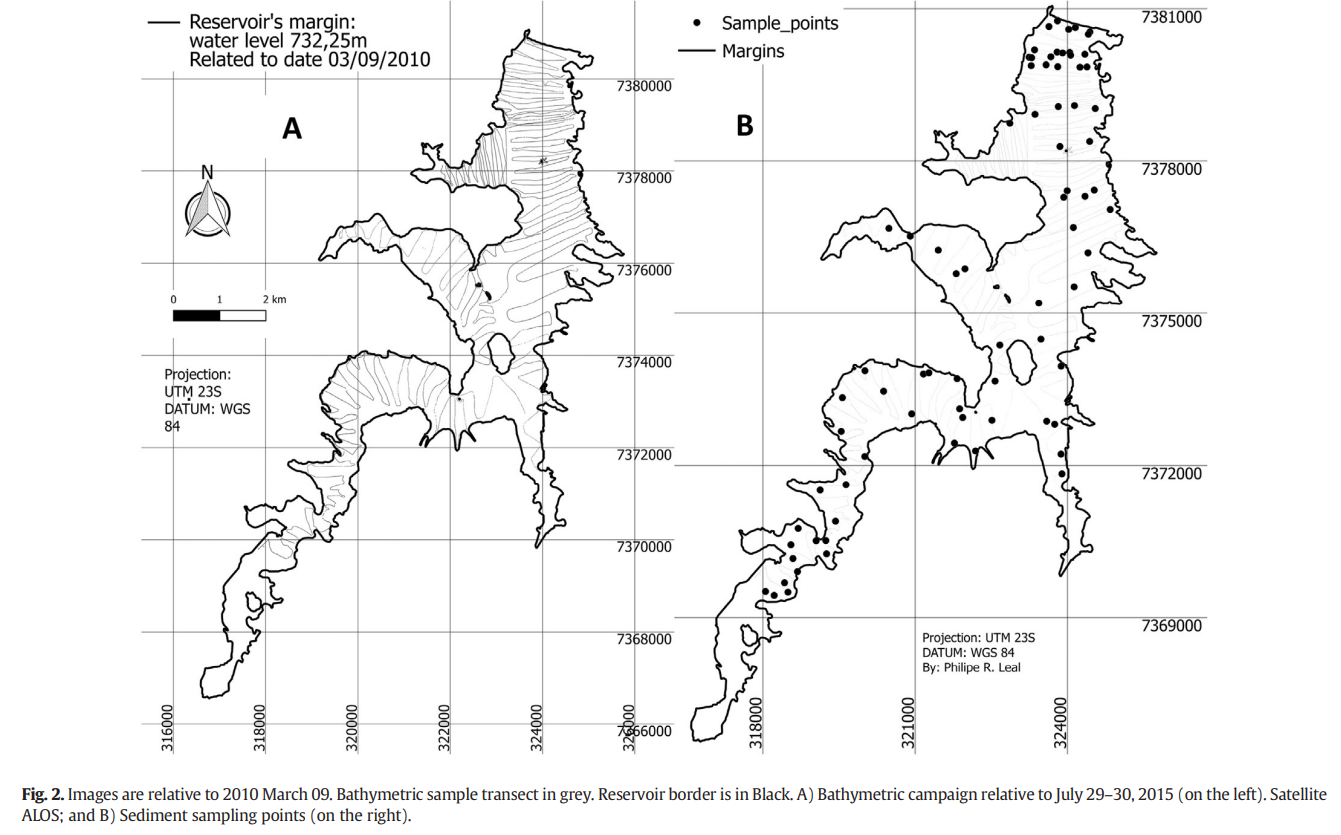 Reservoir's margin:
water level 732,25m
Related to date 03/09/2010
A
N
0 1 2 km
Projection:
UTM 23S
DATUM: WGS
84
7380000
7378000
7376000
7374000
7372000
7370000
7368000
7366000
316000
318000
320000
322000
324000
326000
Sample_points
Margins
B
7381000
7378000
7375000
7372000
7369000
Projection: UTM 23S
DATUM: WGS 84
By: Philipe R. Leal
318000
321000
324000
Fig. 2. Images are relative to 2010 March 09. Bathymetric sample transect in grey. Reservoir border is in Black. A) Bathymetric campaign relative to July 29–30, 2015 (on the left). Satellite
ALOS; and B) Sediment sampling points (on the right).